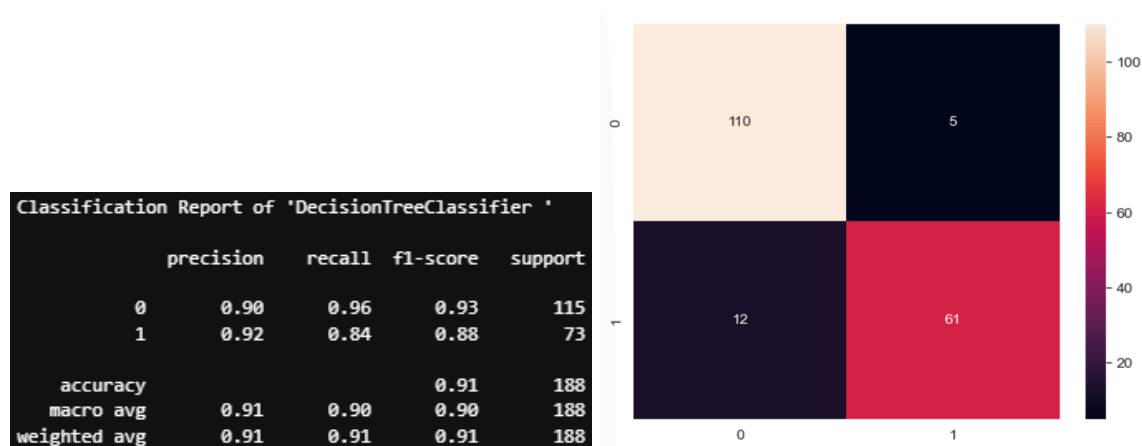 Classification Report of 'DecisionTreeClassifier '
precision recall f1-score support
0 0.90 0.96 0.93 115
1 0.92 0.84 0.88 73
accuracy 0.91 188
macro avg 0.91 0.90 0.90 188
weighted avg 0.91 0.91 0.91 188
0
110 5
1
12 61
0 1
100
80
60
40
20